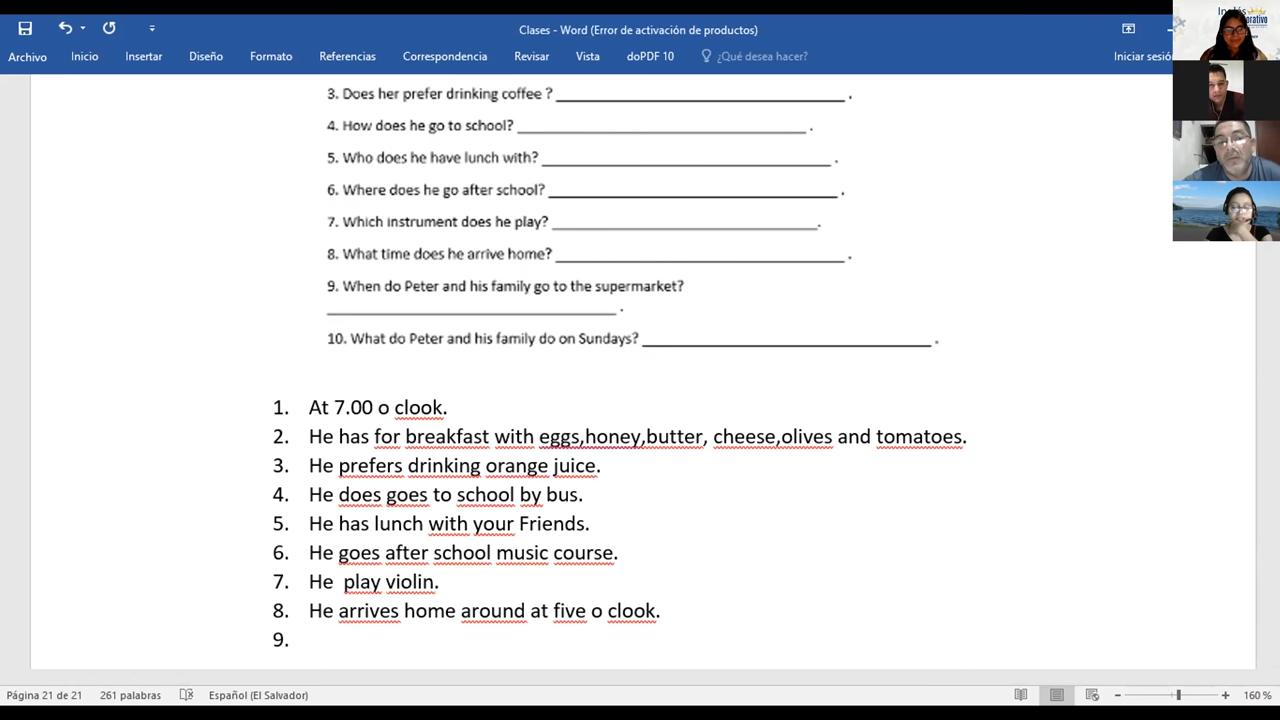 Clases - Word (Error de activación de productos)
Archivo Inicio Insertar Diseño Formato Referencias Correspondencia Revisar Vista doPDF 10 ¿Qué desea hacer? Iniciar sesió
3. Does her prefer drinking coffee ? ______________________________ .
4. How does he go to school? ______________________________ .
5. Who does he have lunch with? ______________________________ .
6. Where does he go after school? ______________________________ .
7. Which instrument does he play? ____________________________.
8. What time does he arrive home? ______________________________ .
9. When do Peter and his family go to the supermarket?
______________________________ .
10. What do Peter and his family do on Sundays? ______________________________ .
1. At 7.00 o clook.
2. He has for breakfast with eggs,honey,butter, cheese,olives and tomatoes.
3. He prefers drinking orange juice.
4. He does goes to school by bus.
5. He has lunch with your Friends.
6. He goes after school music course.
7. He play violin.
8. He arrives home around at five o clook.
9.
Página 21 de 21 261 palabras Español (El Salvador) 160 %